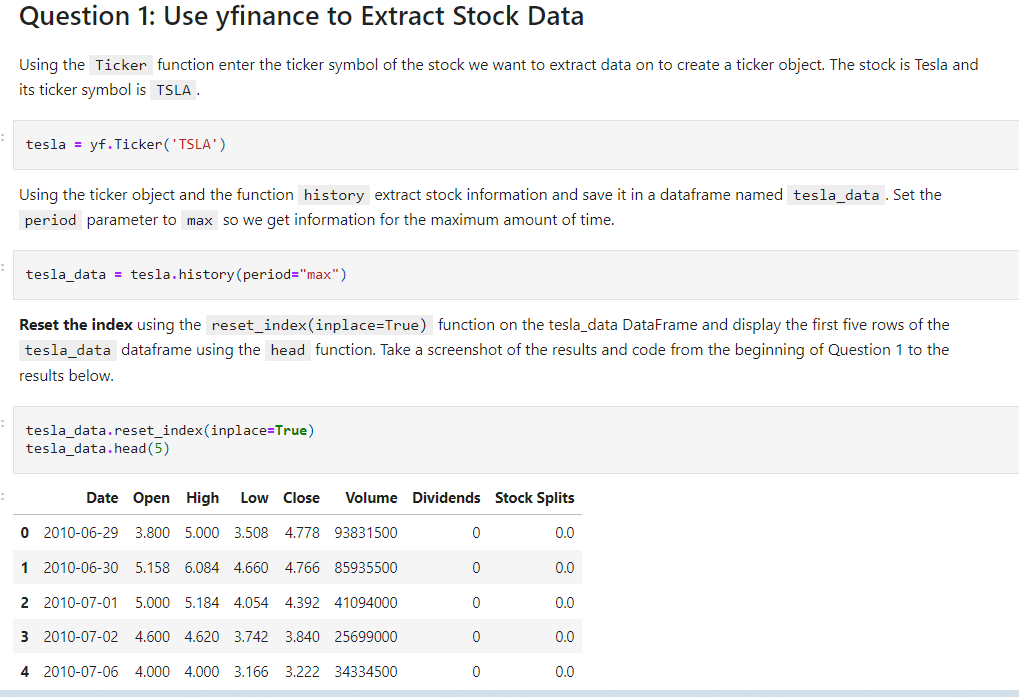 Question 1: Use yfinance to Extract Stock Data
Using the Ticker function enter the ticker symbol of the stock we want to extract data on to create a ticker object. The stock is Tesla and
its ticker symbol is TSLA .
tesla = yf.Ticker('TSLA')
Using the ticker object and the function history extract stock information and save it in a dataframe named tesla_data . Set the
period parameter to max so we get information for the maximum amount of time.
tesla_data = tesla.history(period="max")
Reset the index using the reset_index(inplace=True) function on the tesla_data DataFrame and display the first five rows of the
tesla_data dataframe using the head function. Take a screenshot of the results and code from the beginning of Question 1 to the
results below.
tesla_data.reset_index(inplace=True)
tesla_data.head(5)
Date Open High Low Close Volume Dividends Stock Splits
0 2010-06-29 3.800 5.000 3.508 4.778 93831500 0 0.0
1 2010-06-30 5.158 6.084 4.660 4.766 85935500 0 0.0
2 2010-07-01 5.000 5.184 4.054 4.392 41094000 0 0.0
3 2010-07-02 4.600 4.620 3.742 3.840 25699000 0 0.0
4 2010-07-06 4.000 4.000 3.166 3.222 34334500 0 0.0